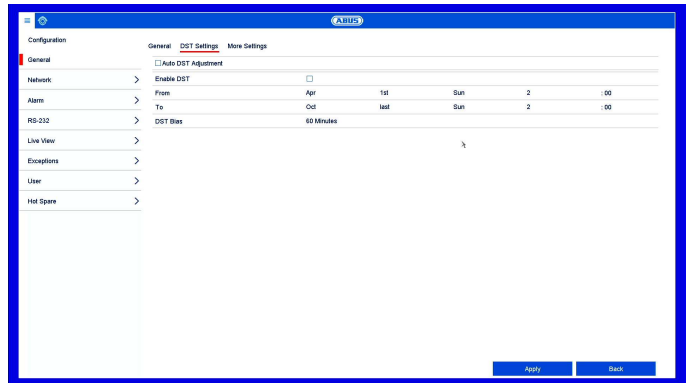 ABUS
Configuration
General DST Settings More Settings
General
Auto DST Adjustment
Network
Enable DST
From Apr 1st Sun 2 : 00
Alarm
To Oct last Sun 2 : 00
RS-232
DST Bias 60 Minutes
Live View
Exceptions
User
Hot Spare
Apply Back